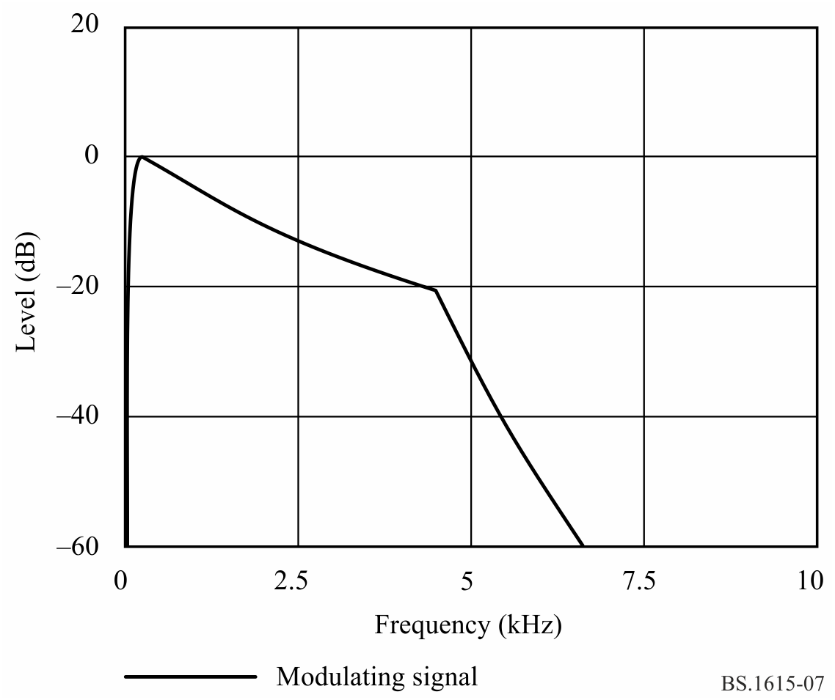 20
0
–20
–40
–60
Level (dB)
0
2.5
5
7.5
10
Frequency (kHz)
Modulating signal
BS.1615-07